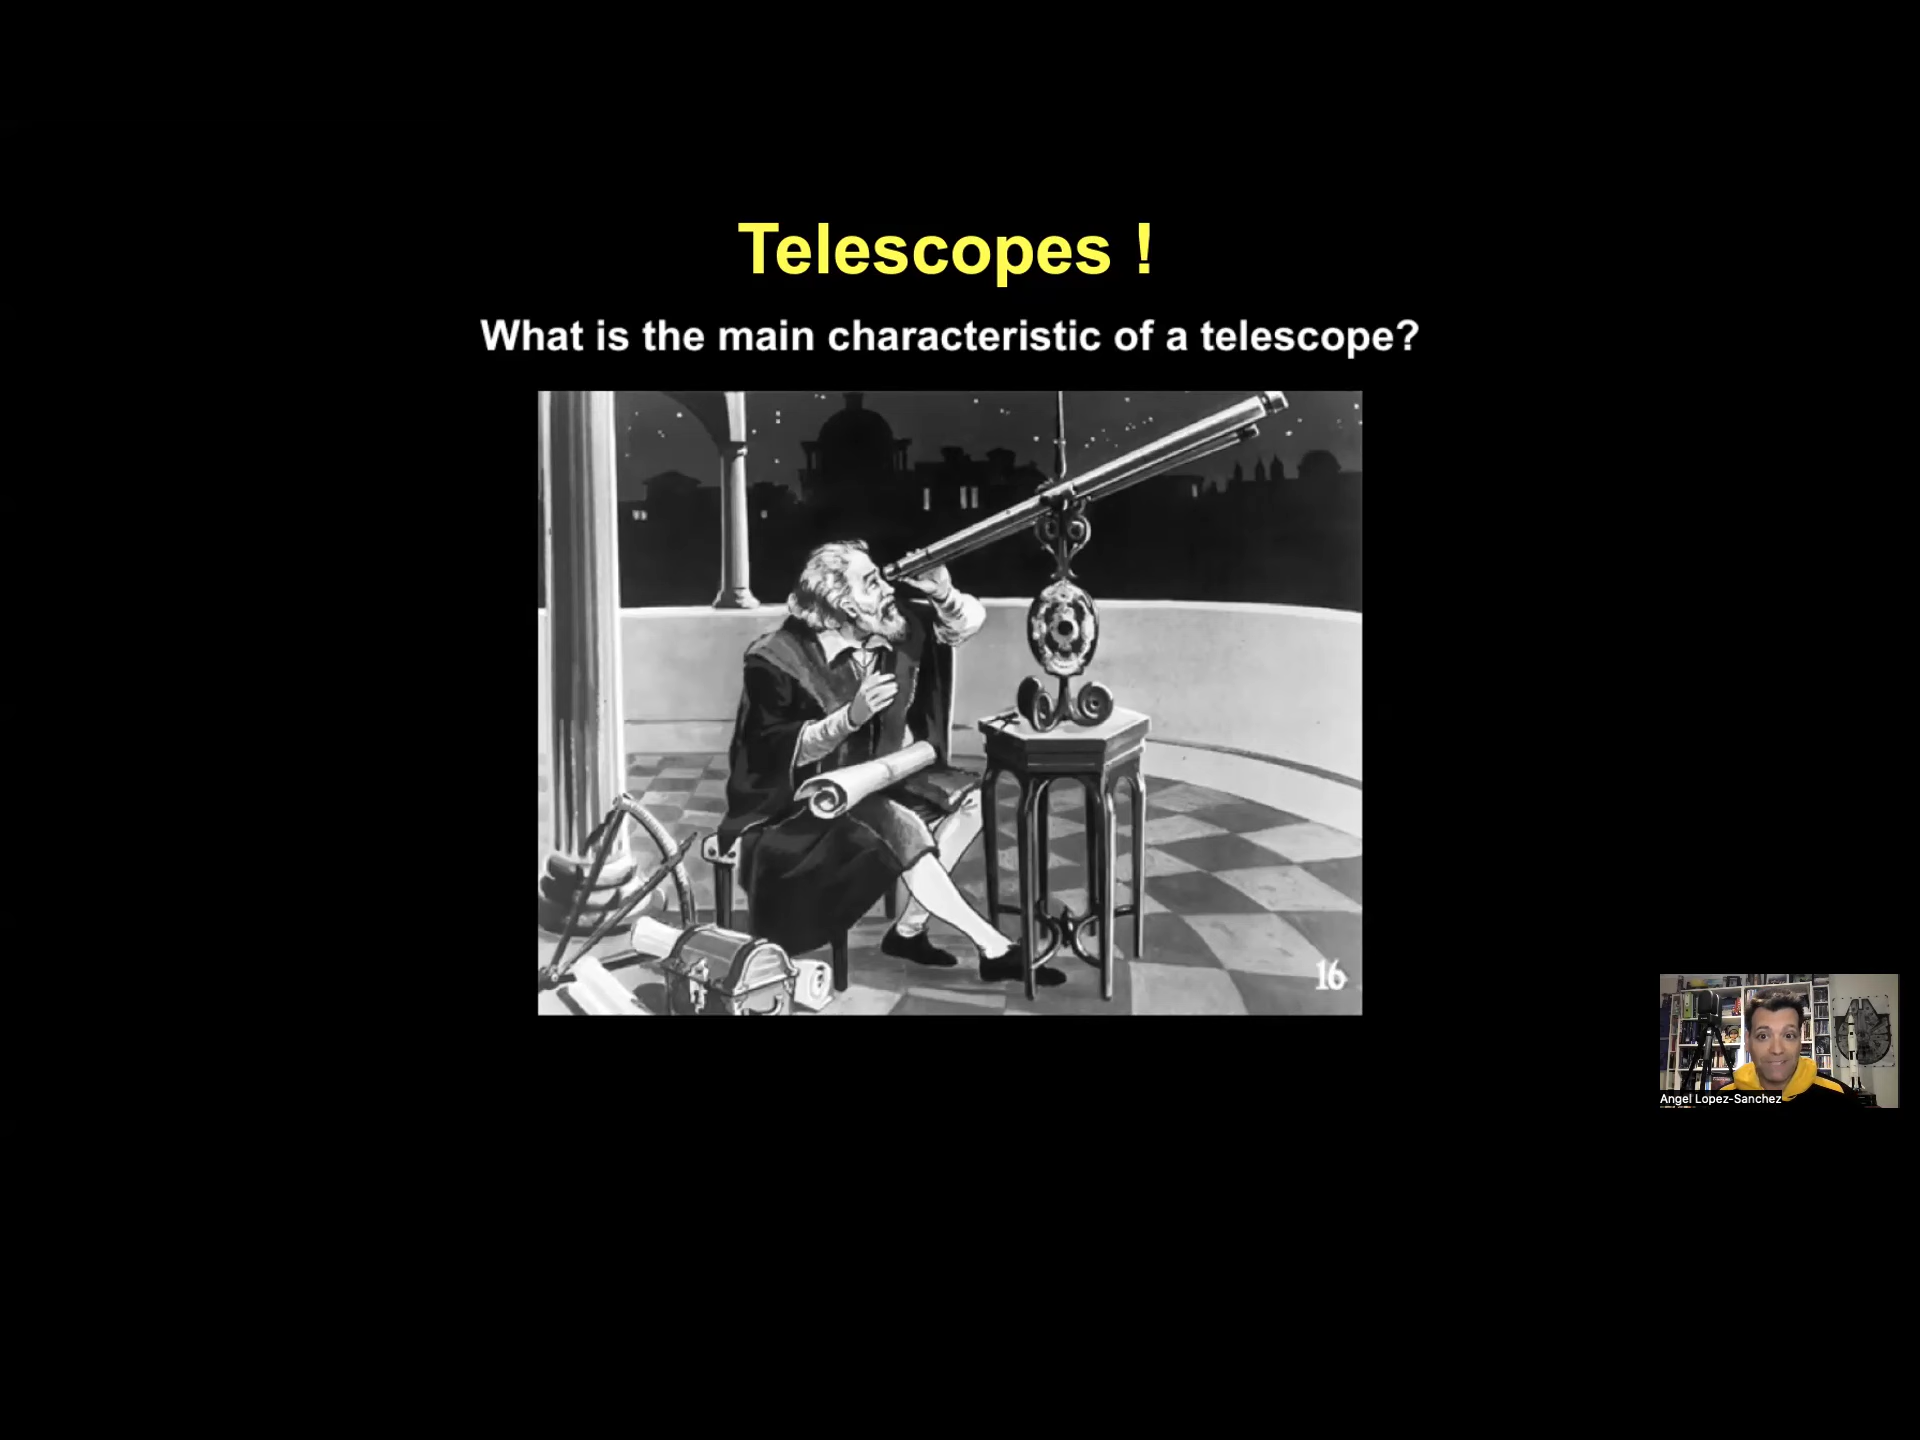 Telescopes !
What is the main characteristic of a telescope?
16
Angel Lopez-Sanchez